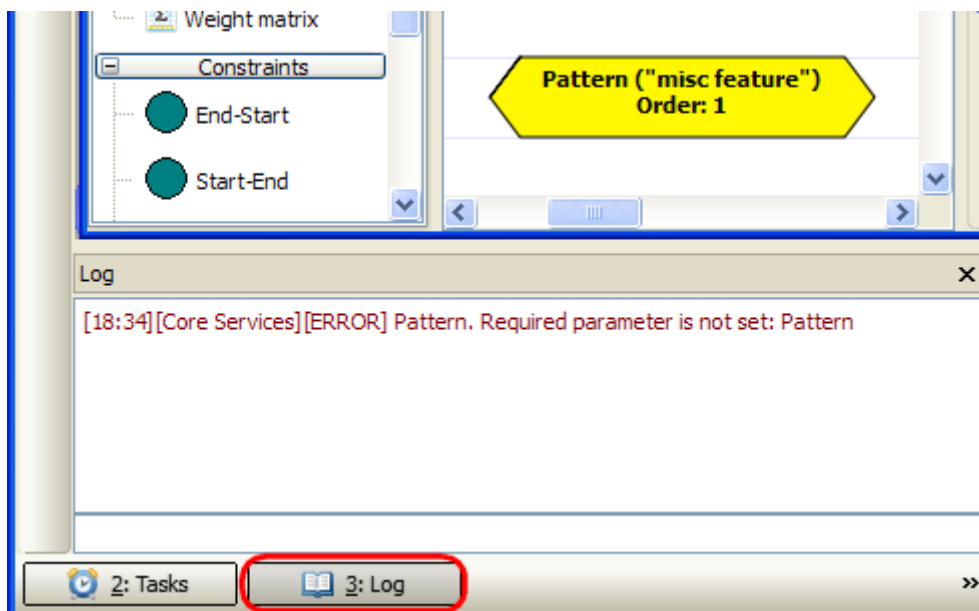 Weight matrix
Constraints
End-Start
Start-End
Pattern ("misc feature")
Order: 1
Log
[18:34][Core Services][ERROR] Pattern. Required parameter is not set: Pattern
2: Tasks
3: Log